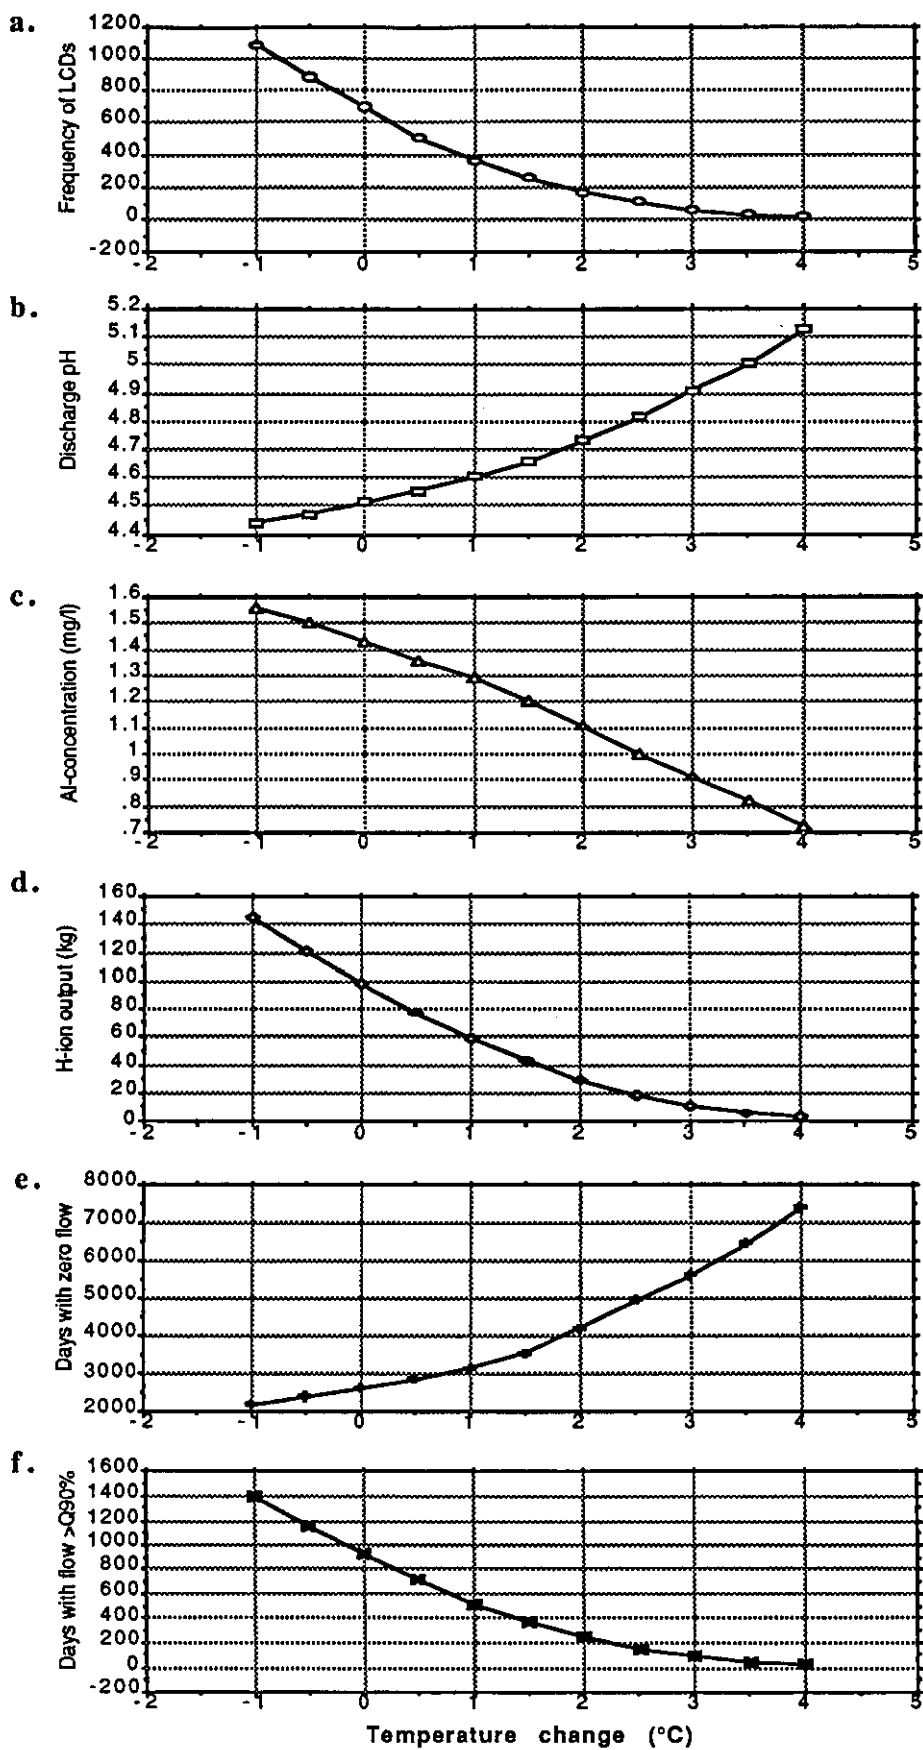 a.
Frequency of LCDs
1200
1000
800
600
400
200
0
-200
-2 -1 0 1 2 3 4 5
b.
Discharge pH
5.2
5.1
5
4.9
4.8
4.7
4.6
4.5
4.4
-2 -1 0 1 2 3 4 5
c.
Al-concentration (mg/l)
1.6
1.5
1.4
1.3
1.2
1.1
1
.9
.8
.7
-2 -1 0 1 2 3 4 5
d.
H-ion output (kg)
160
140
120
100
80
60
40
20
0
-2 -1 0 1 2 3 4 5
e.
Days with zero flow
8000
7000
6000
5000
4000
3000
2000
-2 -1 0 1 2 3 4 5
f.
Days with flow >Q90%
1600
1400
1200
1000
800
600
400
200
0
-200
-2 -1 0 1 2 3 4 5
Temperature change (°C)